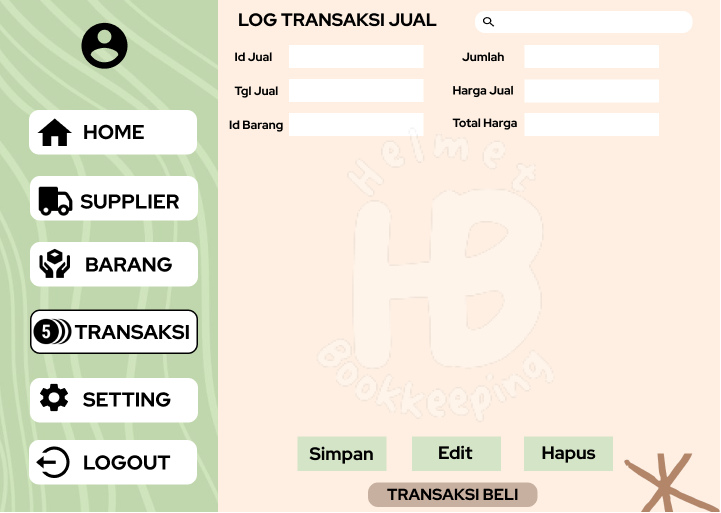 HOME
SUPPLIER
BARANG
5 TRANSAKSI
SETTING
LOGOUT
LOG TRANSAKSI JUAL
Id Jual
Jumlah
Tgl Jual
Harga Jual
Id Barang
Total Harga
Helmet
HB
Bookkeeping
Simpan
Edit
Hapus
TRANSAKSI BELI